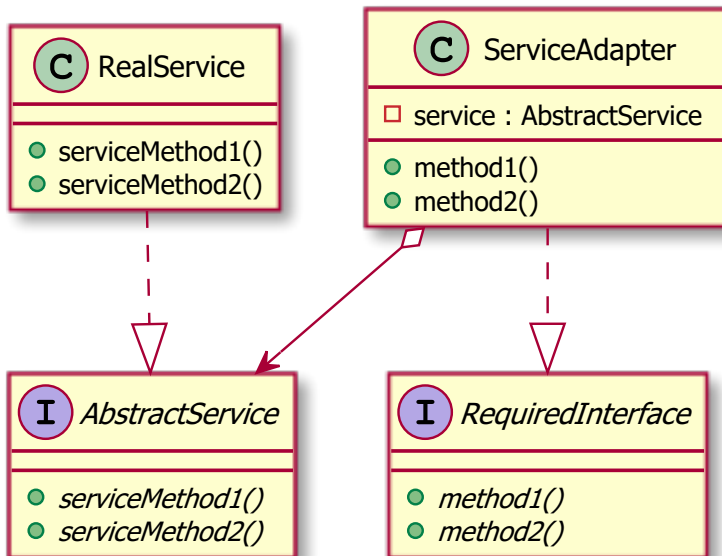 C RealService
serviceMethod1()
serviceMethod2()
C ServiceAdapter
service : AbstractService
method1()
method2()
I AbstractService
serviceMethod1()
serviceMethod2()
I RequiredInterface
method1()
method2()